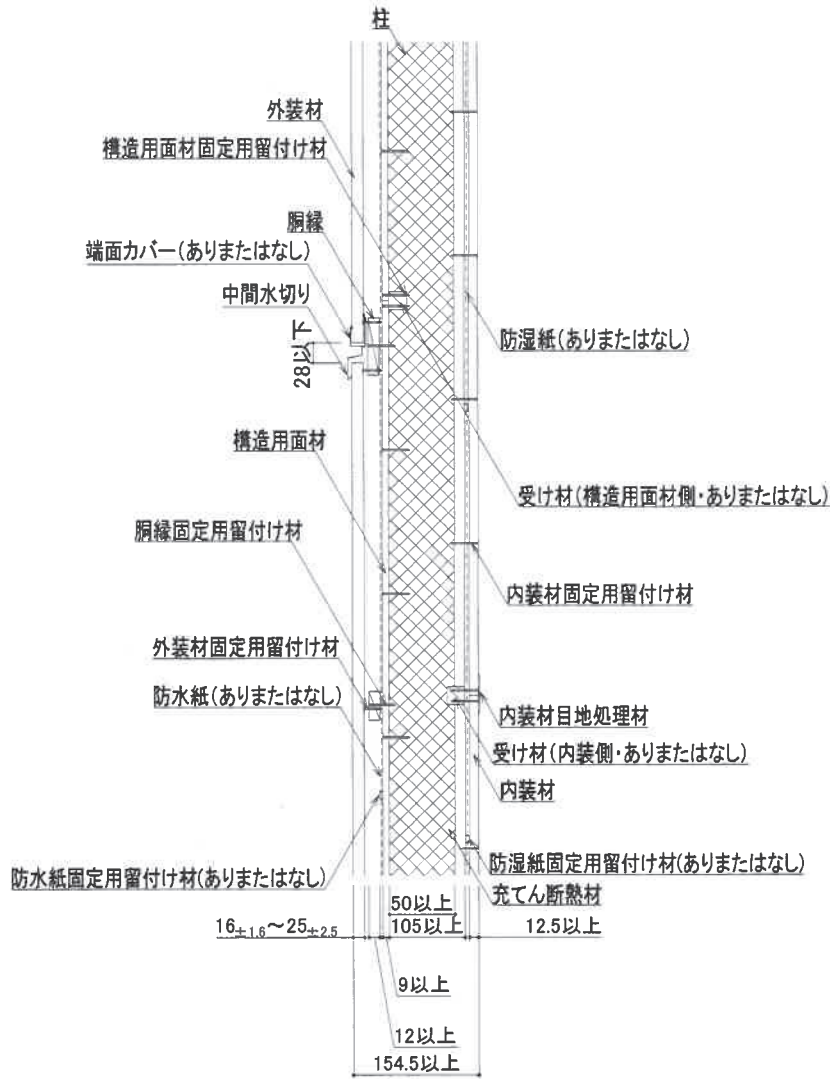 柱
外装材
構造用面材固定用留付け材
胴縁
端面カバー(ありまたはなし)
中間水切り
28以下
防湿紙(ありまたはなし)
構造用面材
受け材(構造用面材側・ありまたはなし)
胴縁固定用留付け材
内装材固定用留付け材
外装材固定用留付け材
防水紙(ありまたはなし)
内装材目地処理材
受け材(内装側・ありまたはなし)
内装材
防湿紙固定用留付け材(ありまたはなし)
防水紙固定用留付け材(ありまたはなし)
充てん断熱材
50以上
16±1.6～25±2.5
105以上
12.5以上
9以上
12以上
154.5以上